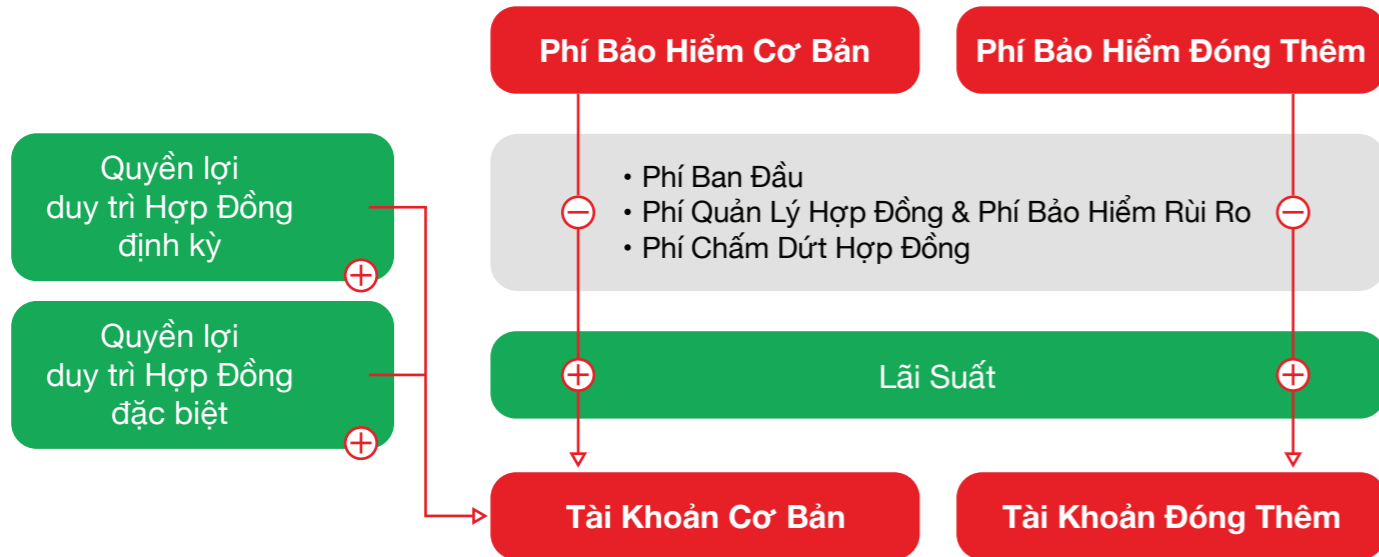 Phí Bảo Hiểm Cơ Bản
Phí Bảo Hiểm Đóng Thêm
Quyền lợi
duy trì Hợp Đồng
định kỳ
• Phí Ban Đầu
• Phí Quản Lý Hợp Đồng & Phí Bảo Hiểm Rùi Ro
• Phí Chấm Dứt Hợp Đồng
Quyền lợi
duy trì Hợp Đồng
đặc biệt
Lãi Suất
Tài Khoản Cơ Bản
Tài Khoản Đóng Thêm